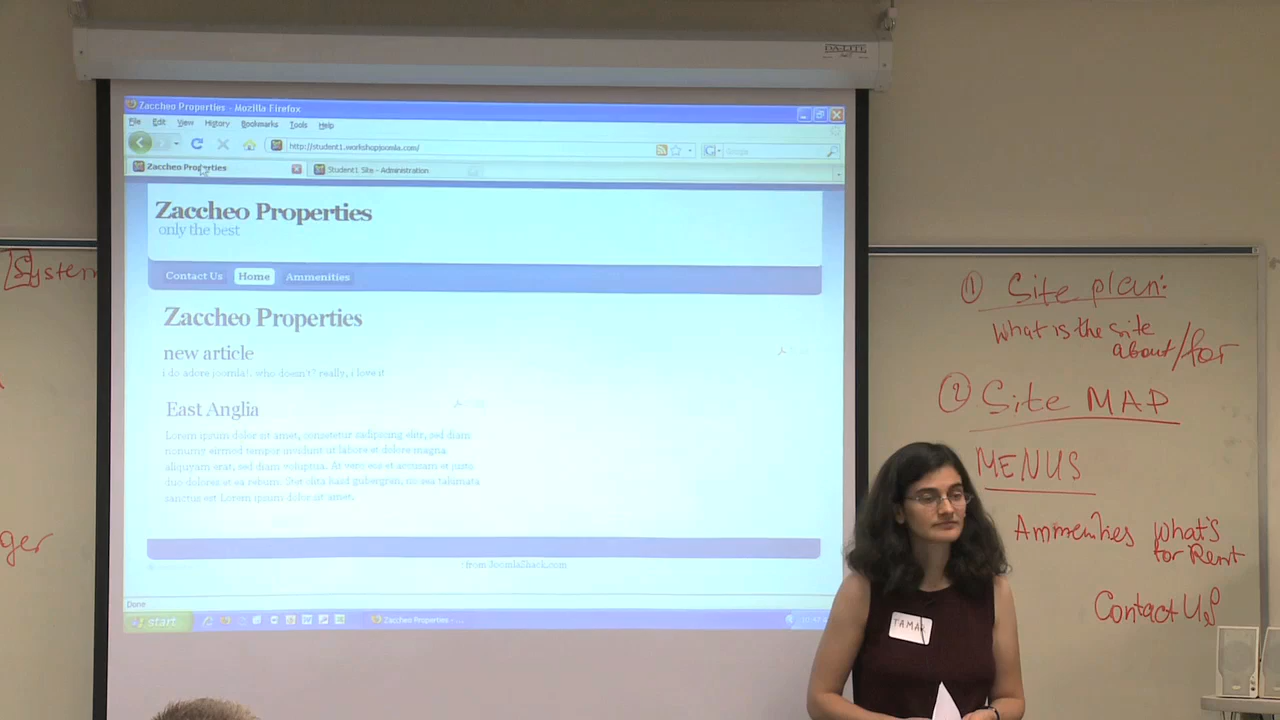 DA-LITE
Zaccheo Properties - Mozilla Firefox
File Edit View History Bookmarks Tools Help
http://student1.workshopjoomla.com/
Google
Zaccheo Properties
Student1 Site - Administration
Zaccheo Properties
only the best
Contact Us Home Ammenities
Zaccheo Properties
new article
i do adore joomla!. who doesn't? really, i love it
East Anglia
Lorem ipsum dolor sit amet, consetetur sadipscing elitr, sed diam
nonumy eirmod tempor invidunt ut labore et dolore magna
aliquyam erat, sed diam voluptua. At vero eos et accusam et justo
duo dolores et ea rebum. Stet clita kasd gubergren, no sea takimata
sanctus est Lorem ipsum dolor sit amet.
from JoomlaShack.com
Done
start
Zaccheo Properties - ...
System
ger
① Site plan:
What is the site
about/for
② Site MAP
MENUS
Ammenities What's
for Rent
Contact Us
TAMAR